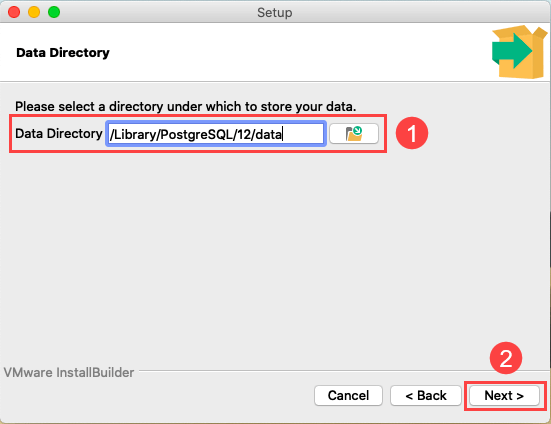 Setup
Data Directory
Please select a directory under which to store your data.
Data Directory /Library/PostgreSQL/12/data
1
2
VMware InstallBuilder
Cancel < Back Next >